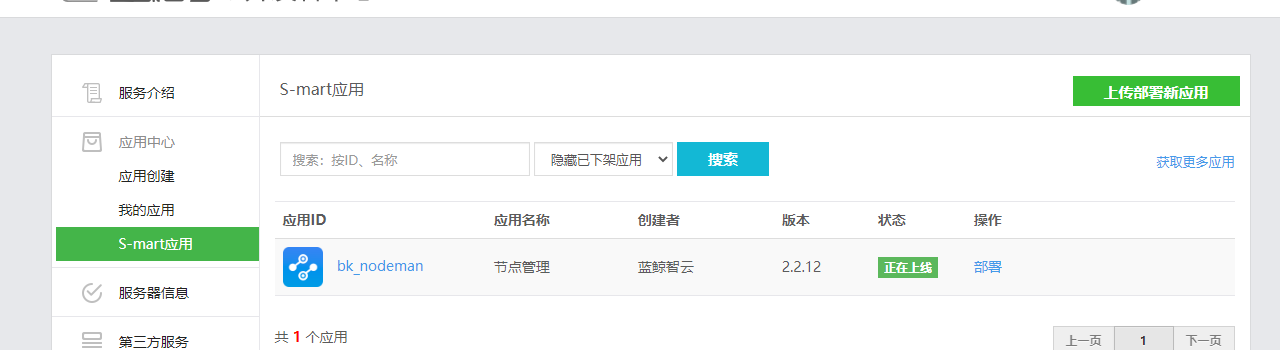 服务介绍
S-mart应用
上传部署新应用
应用中心
应用创建
我的应用
S-mart应用
服务器信息
第三方服务
搜索：按ID、名称
隐藏已下架应用
搜索
获取更多应用
应用ID 应用名称 创建者 版本 状态 操作
bk_nodeman 节点管理 蓝鲸智云 2.2.12 正在上线 部署
共 1 个应用
上一页 1 下一页